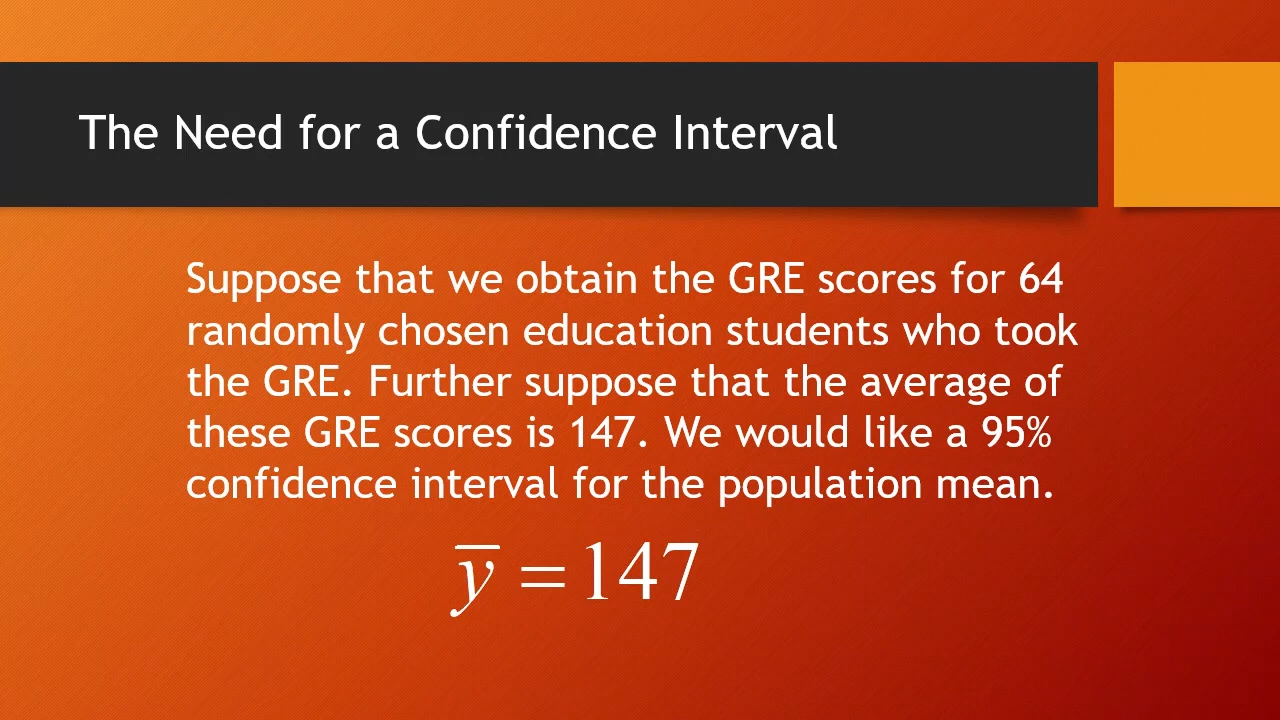 The Need for a Confidence Interval
Suppose that we obtain the GRE scores for 64
randomly chosen education students who took
the GRE. Further suppose that the average of
these GRE scores is 147. We would like a 95%
confidence interval for the population mean.
y̅ = 147